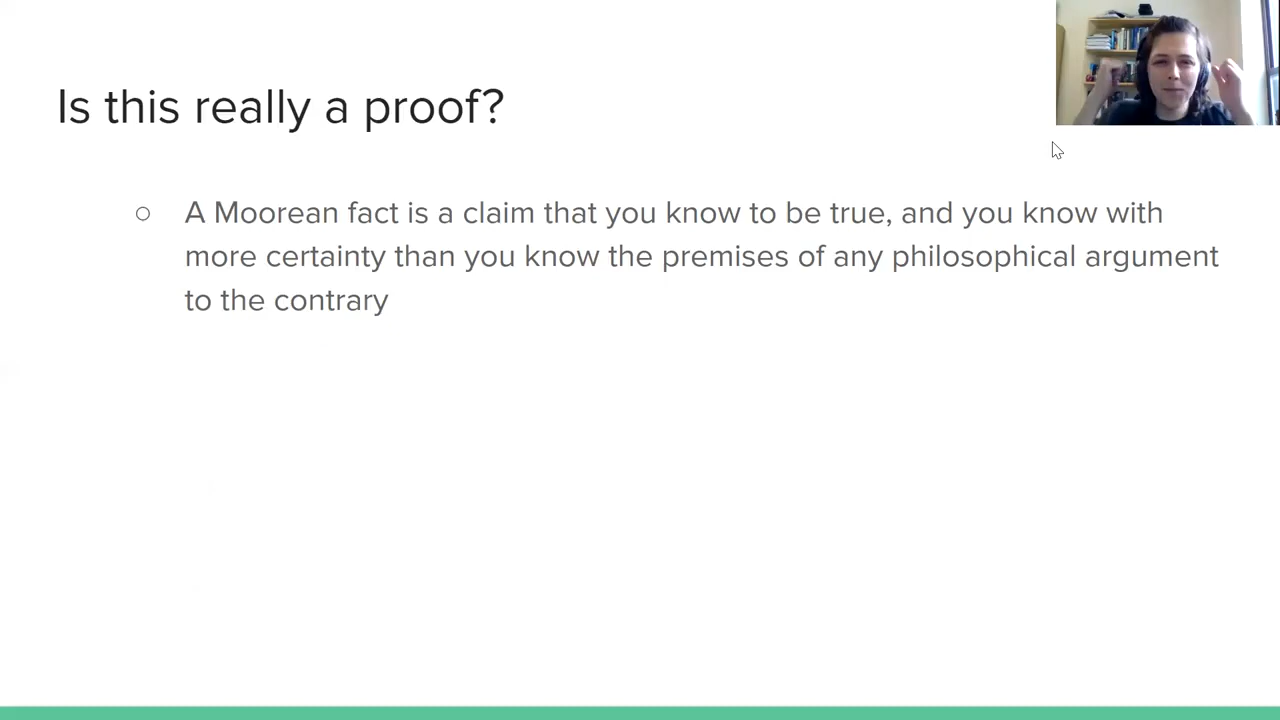 Is this really a proof?
○ A Moorean fact is a claim that you know to be true, and you know with
more certainty than you know the premises of any philosophical argument
to the contrary